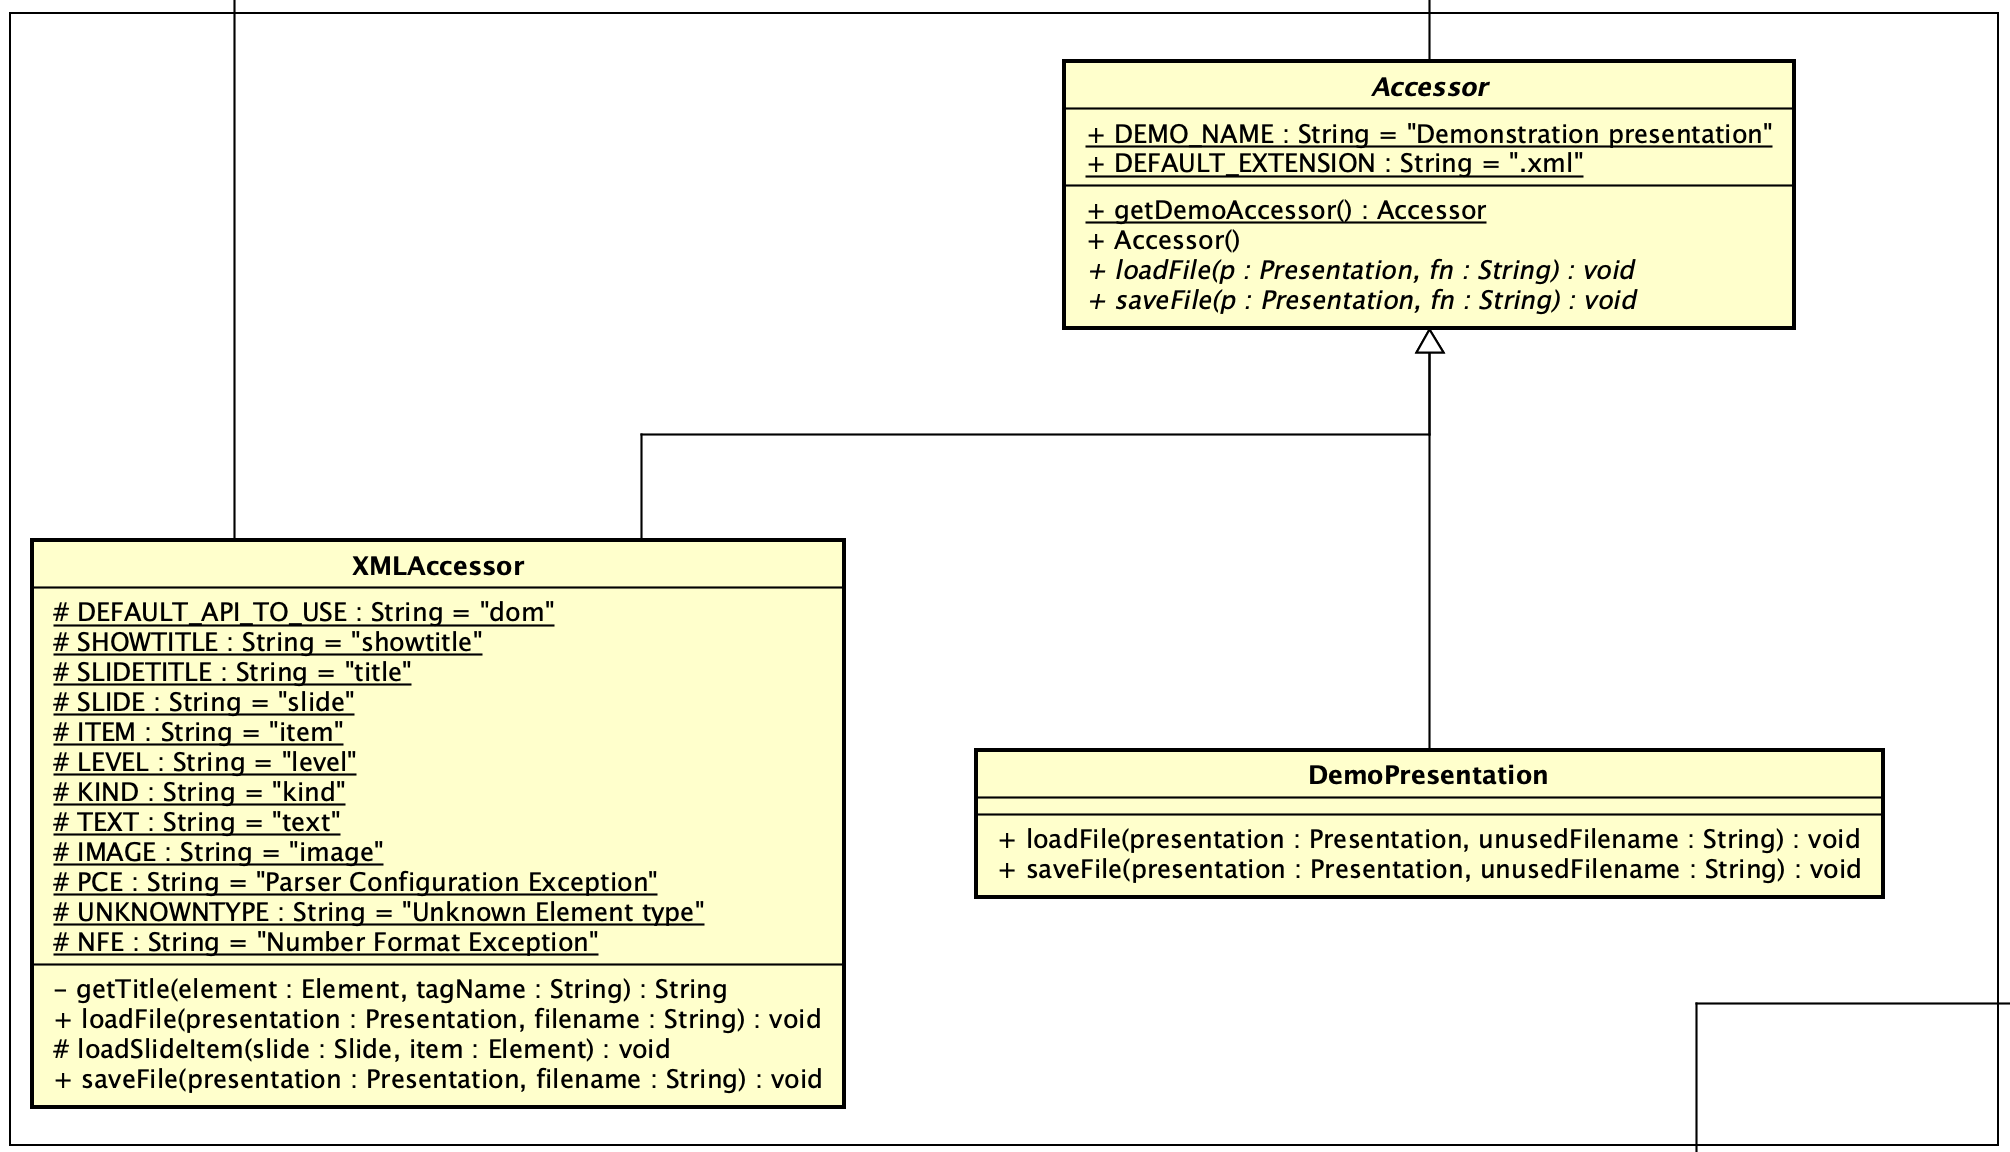 Accessor
+ DEMO_NAME : String = "Demonstration presentation"
+ DEFAULT_EXTENSION : String = ".xml"
+ getDemoAccessor() : Accessor
+ Accessor()
+ loadFile(p : Presentation, fn : String) : void
+ saveFile(p : Presentation, fn : String) : void
XMLAccessor
# DEFAULT_API_TO_USE : String = "dom"
# SHOWTITLE : String = "showtitle"
# SLIDETITLE : String = "title"
# SLIDE : String = "slide"
# ITEM : String = "item"
# LEVEL : String = "level"
# KIND : String = "kind"
# TEXT : String = "text"
# IMAGE : String = "image"
# PCE : String = "Parser Configuration Exception"
# UNKNOWNTYPE : String = "Unknown Element type"
# NFE : String = "Number Format Exception"
- getTitle(element : Element, tagName : String) : String
+ loadFile(presentation : Presentation, filename : String) : void
# loadSlideItem(slide : Slide, item : Element) : void
+ saveFile(presentation : Presentation, filename : String) : void
DemoPresentation
+ loadFile(presentation : Presentation, unusedFilename : String) : void
+ saveFile(presentation : Presentation, unusedFilename : String) : void